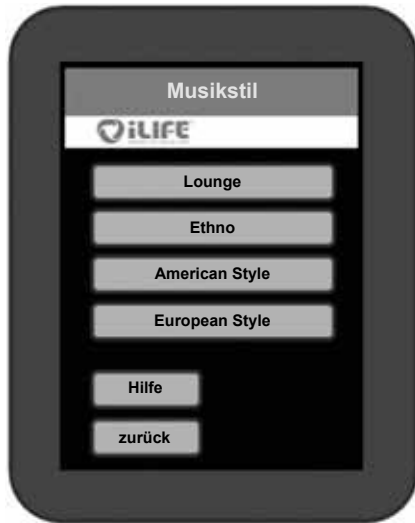 Musikstil
iLIFE
Lounge
Ethno
American Style
European Style
Hilfe
zurück